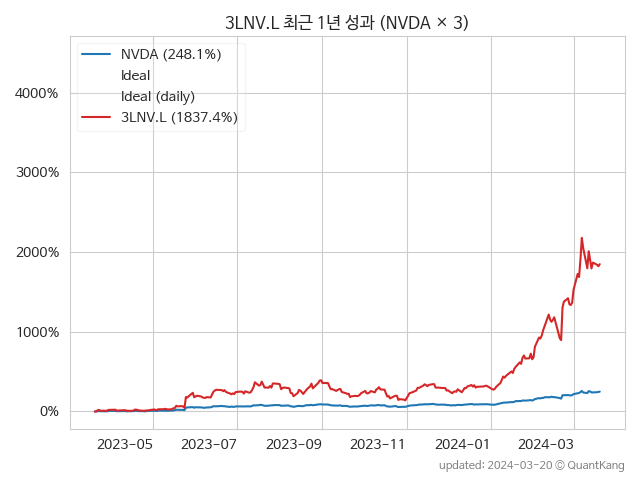 3LNV.L 최근 1년 성과 (NVDA × 3)
NVDA (248.1%)
Ideal
Ideal (daily)
3LNV.L (1837.4%)
4000%
3000%
2000%
1000%
0%
2023-05 2023-07 2023-09 2023-11 2024-01 2024-03
updated: 2024-03-20 © QuantKang